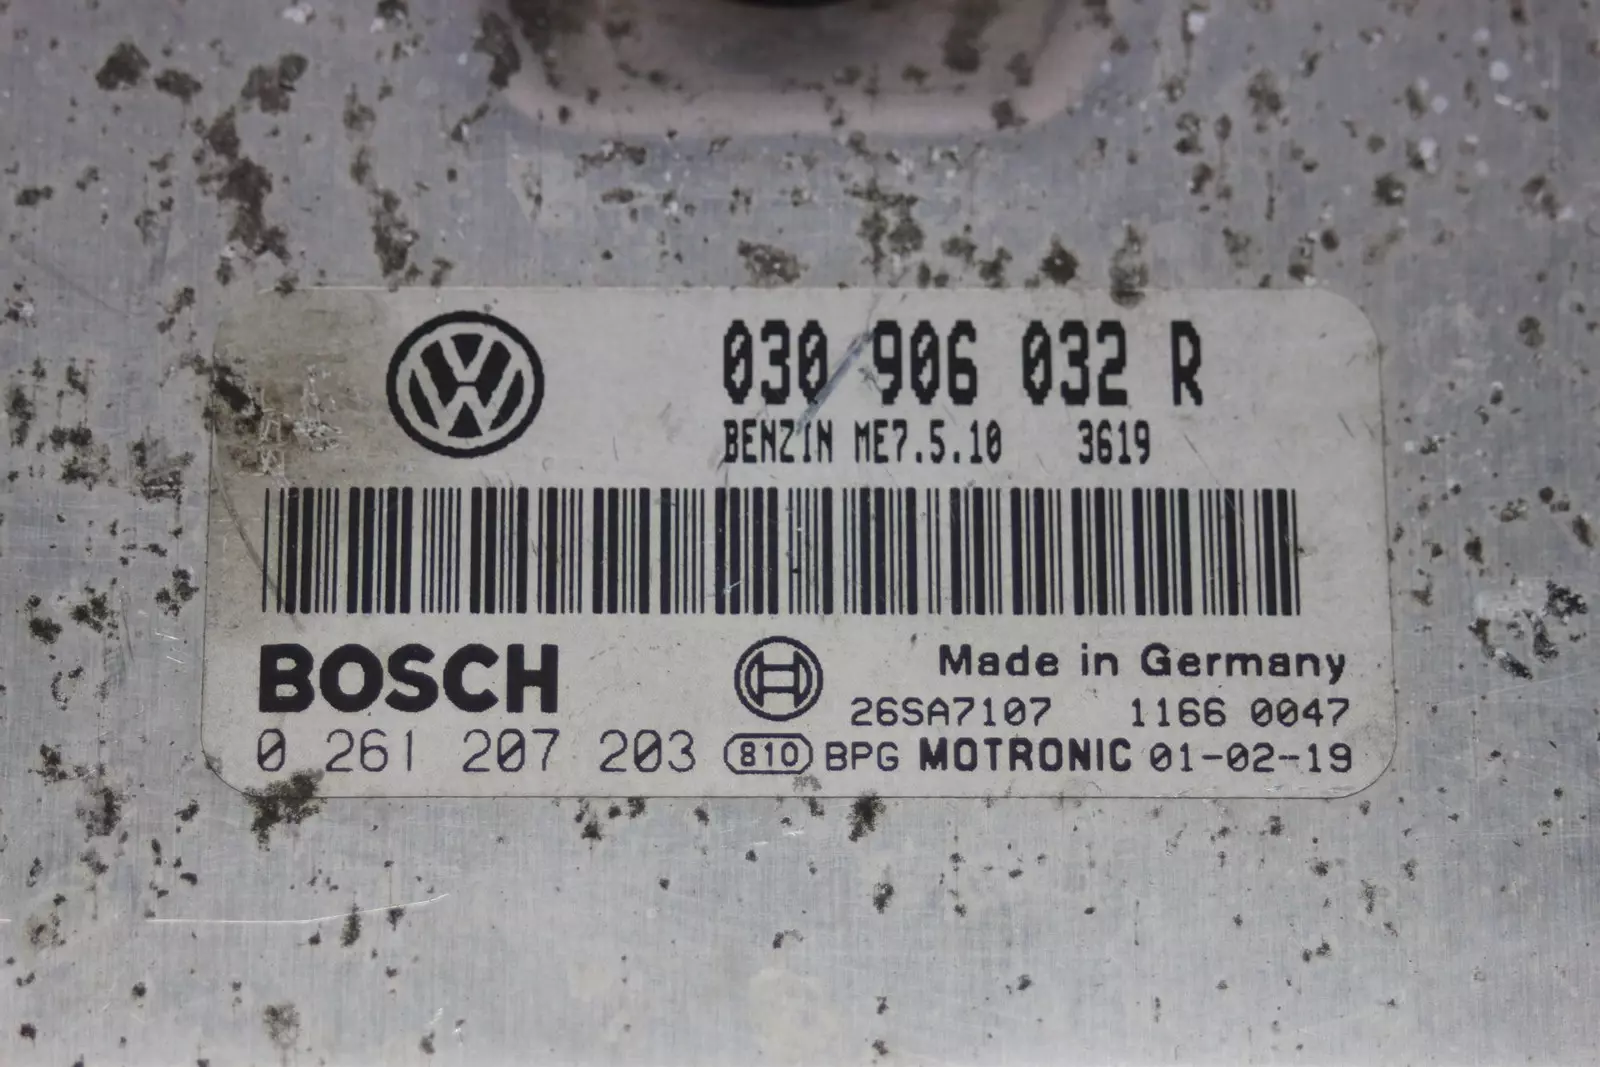 030 906 032 R
BENZIN ME7.5.10 3619
BOSCH
Made in Germany
26SA7107 1166 0047
0 261 207 203 810 BPG MOTRONIC 01-02-19